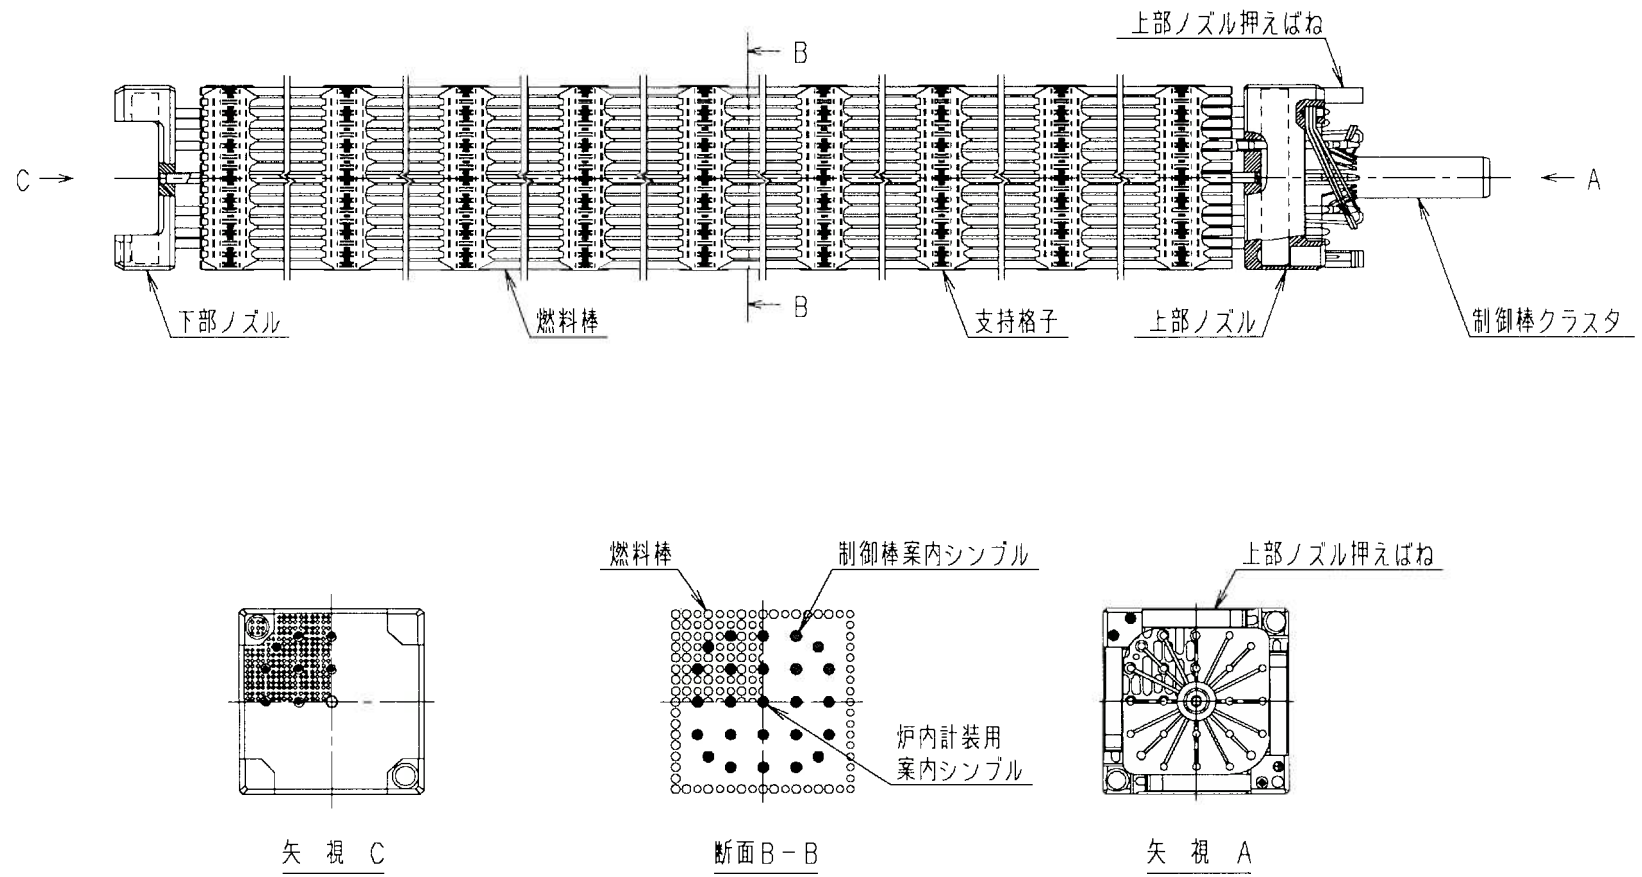 上部ノズル押えばね
B
C
A
B
下部ノズル
燃料棒
支持格子
上部ノズル
制御棒クラスタ
燃料棒
制御棒案内シンブル
上部ノズル押えばね
炉内計装用
案内シンブル
矢 視 C
断面B-B
矢 視 A